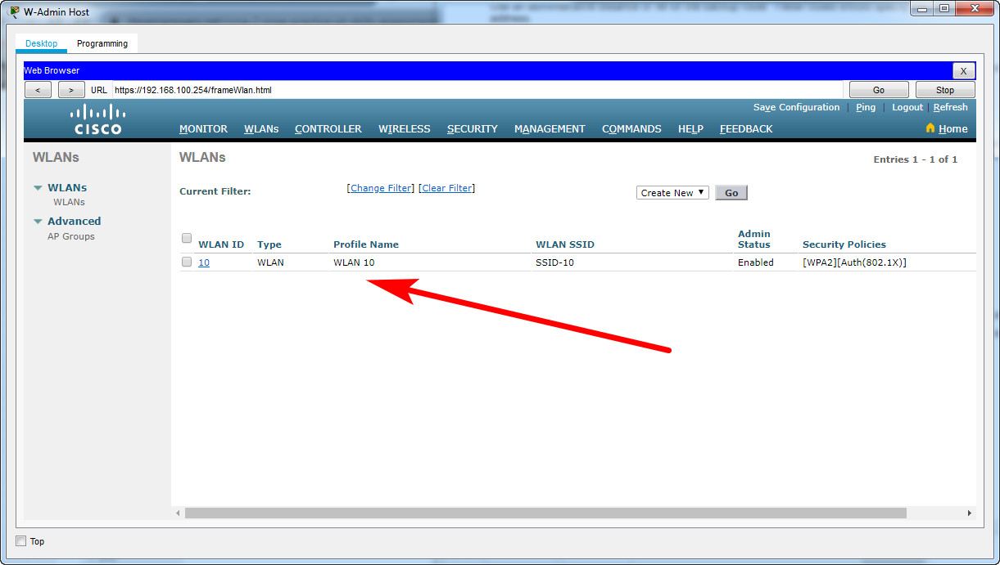 W-Admin Host
Desktop Programming
Web Browser X
< > URL https://192.168.100.254/frameWlan.html Go Stop
Save Configuration | Ping | Logout | Refresh
CISCO MONITOR WLANs CONTROLLER WIRELESS SECURITY MANAGEMENT COMMANDS HELP FEEDBACK Home
WLANs
WLANs
WLANs
Advanced
AP Groups
WLANs Entries 1 - 1 of 1
Current Filter: [Change Filter] [Clear Filter] Create New Go
WLAN ID Type Profile Name WLAN SSID Admin Status Security Policies
10 WLAN WLAN 10 SSID-10 Enabled [WPA2][Auth(802.1X)]
Top